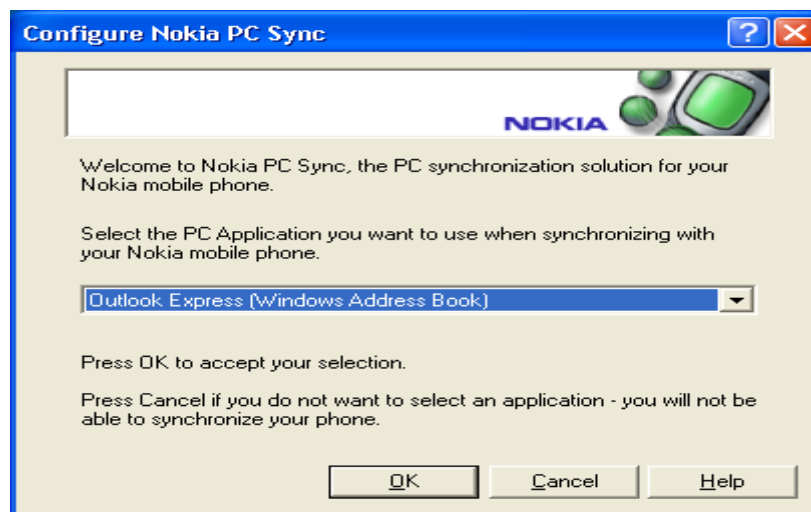 Configure Nokia PC Sync
NOKIA
Welcome to Nokia PC Sync, the PC synchronization solution for your
Nokia mobile phone.
Select the PC Application you want to use when synchronizing with
your Nokia mobile phone.
Outlook Express (Windows Address Book)
Press OK to accept your selection.
Press Cancel if you do not want to select an application - you will not be
able to synchronize your phone.
OK Cancel Help